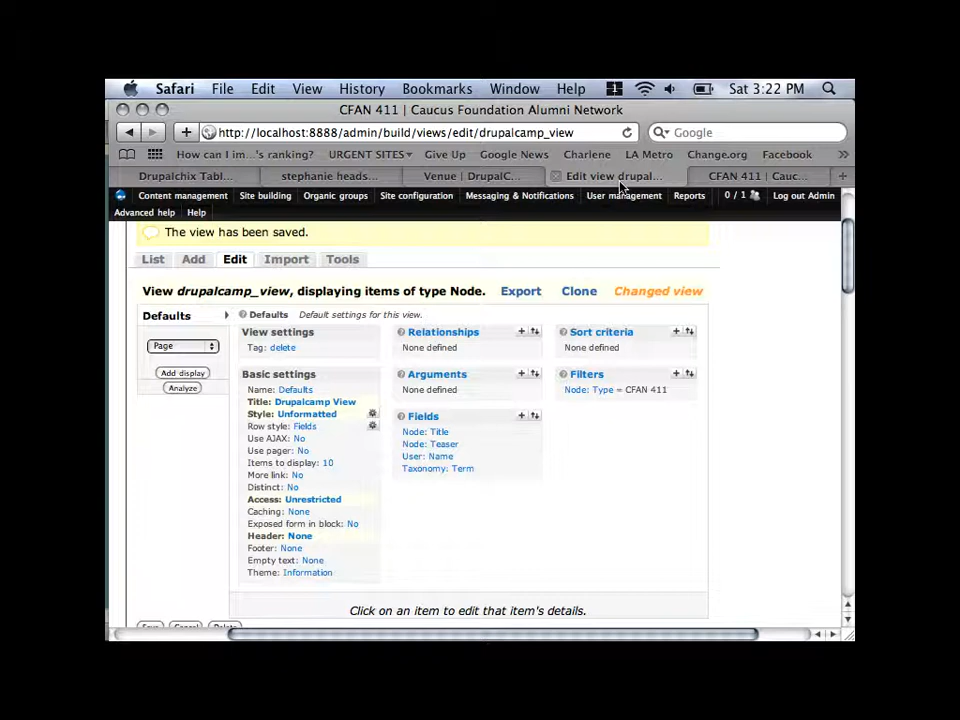 Safari File Edit View History Bookmarks Window Help Sat 3:22 PM
CFAN 411 | Caucus Foundation Alumni Network
http://localhost:8888/admin/build/views/edit/drupalcamp_view Google
How can I im...'s ranking? URGENT SITES Give Up Google News Charlene LA Metro Change.org Facebook
Drupalchix Tabl... stephanie heads... Venue | DrupalC... Edit view drupal... CFAN 411 | Cauc...
Content management Site building Organic groups Site configuration Messaging & Notifications User management Reports 0 / 1 Log out Admin
Advanced help Help
The view has been saved.
List Add Edit Import Tools
View drupalcamp_view, displaying items of type Node. Export Clone Changed view
Defaults
Page
Add display
Analyze
Defaults Default settings for this view.
View settings
Tag: delete
Basic settings
Name: Defaults
Title: Drupalcamp View
Style: Unformatted
Row style: Fields
Use AJAX: No
Use pager: No
Items to display: 10
More link: No
Distinct: No
Access: Unrestricted
Caching: None
Exposed form in block: No
Header: None
Footer: None
Empty text: None
Theme: Information
Relationships
None defined
Arguments
None defined
Fields
Node: Title
Node: Teaser
User: Name
Taxonomy: Term
Sort criteria
None defined
Filters
Node: Type = CFAN 411
Click on an item to edit that item's details.
Save Cancel Delete